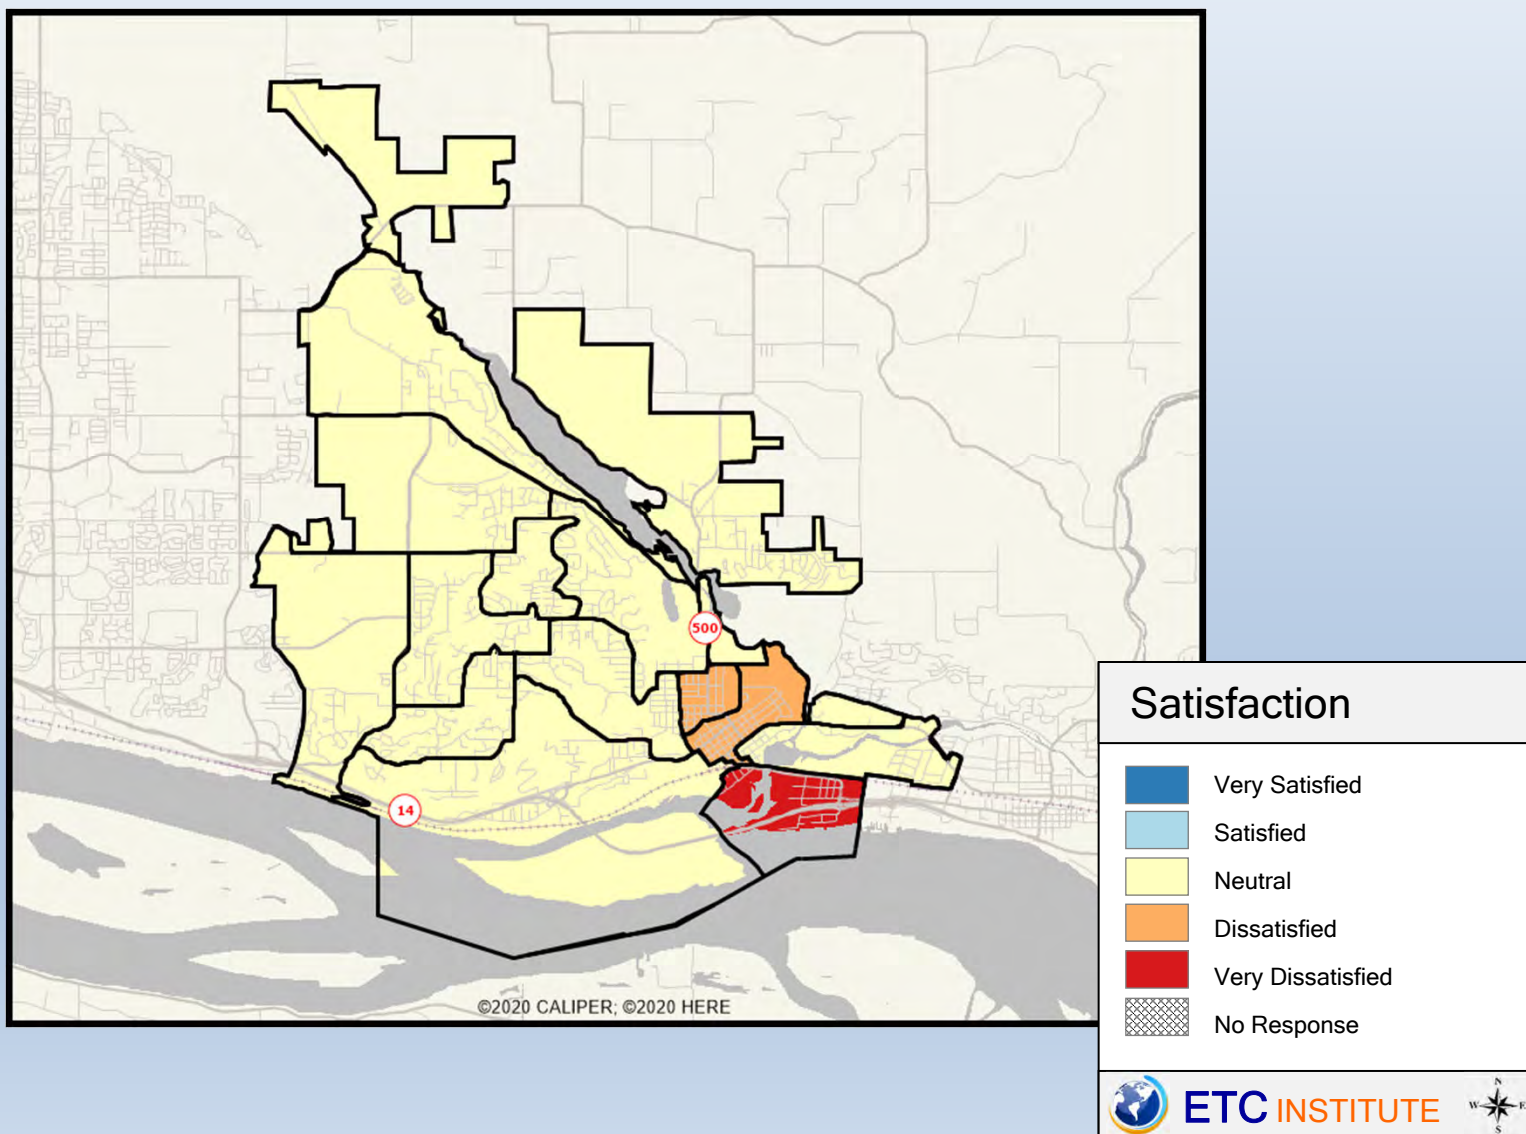 500
14
©2020 CALIPER; ©2020 HERE
Satisfaction
Very Satisfied
Satisfied
Neutral
Dissatisfied
Very Dissatisfied
No Response
ETC INSTITUTE
N
W E
S